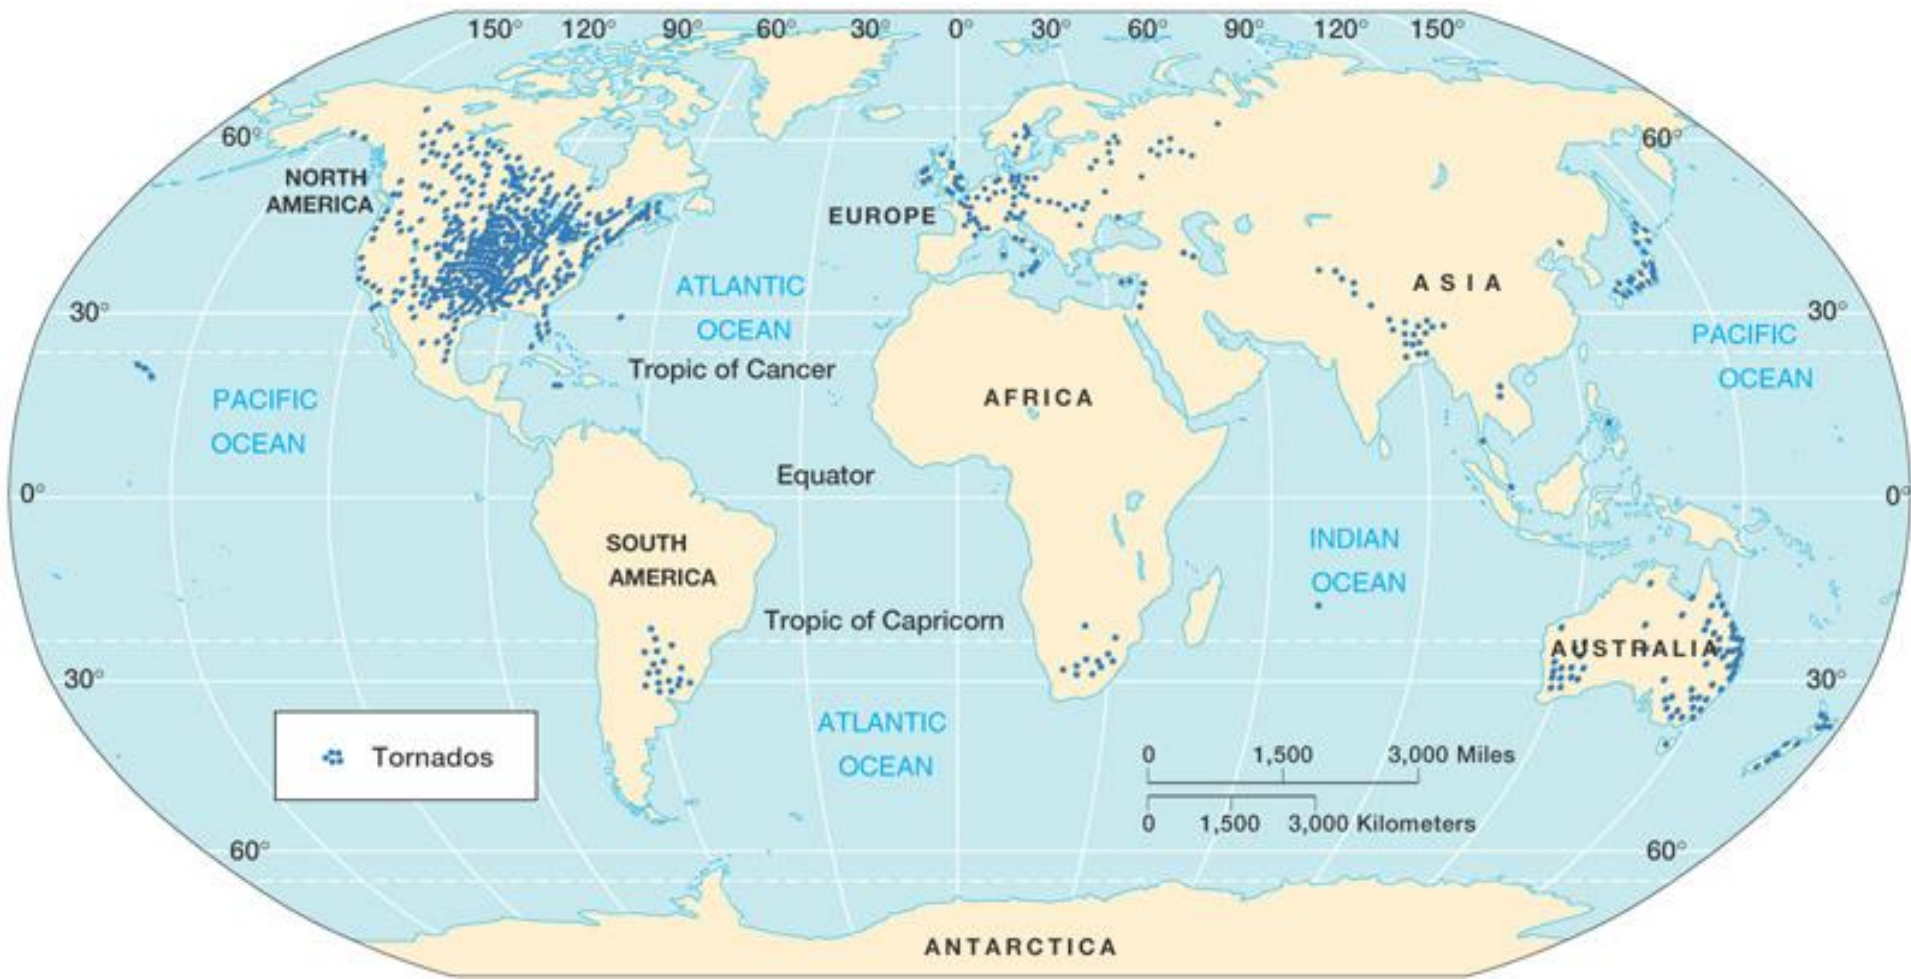 150° 120° 90° 60° 30° 0° 30° 60° 90° 120° 150°
60° 60°
NORTH
AMERICA
EUROPE
ATLANTIC
OCEAN
ASIA
30° 30°
PACIFIC
OCEAN
Tropic of Cancer
PACIFIC
OCEAN
AFRICA
Equator
0° 0°
SOUTH
AMERICA
INDIAN
OCEAN
Tropic of Capricorn
AUSTRALIA
30° 30°
ATLANTIC
OCEAN
Tornados
0 1,500 3,000 Miles
0 1,500 3,000 Kilometers
60° 60°
ANTARCTICA